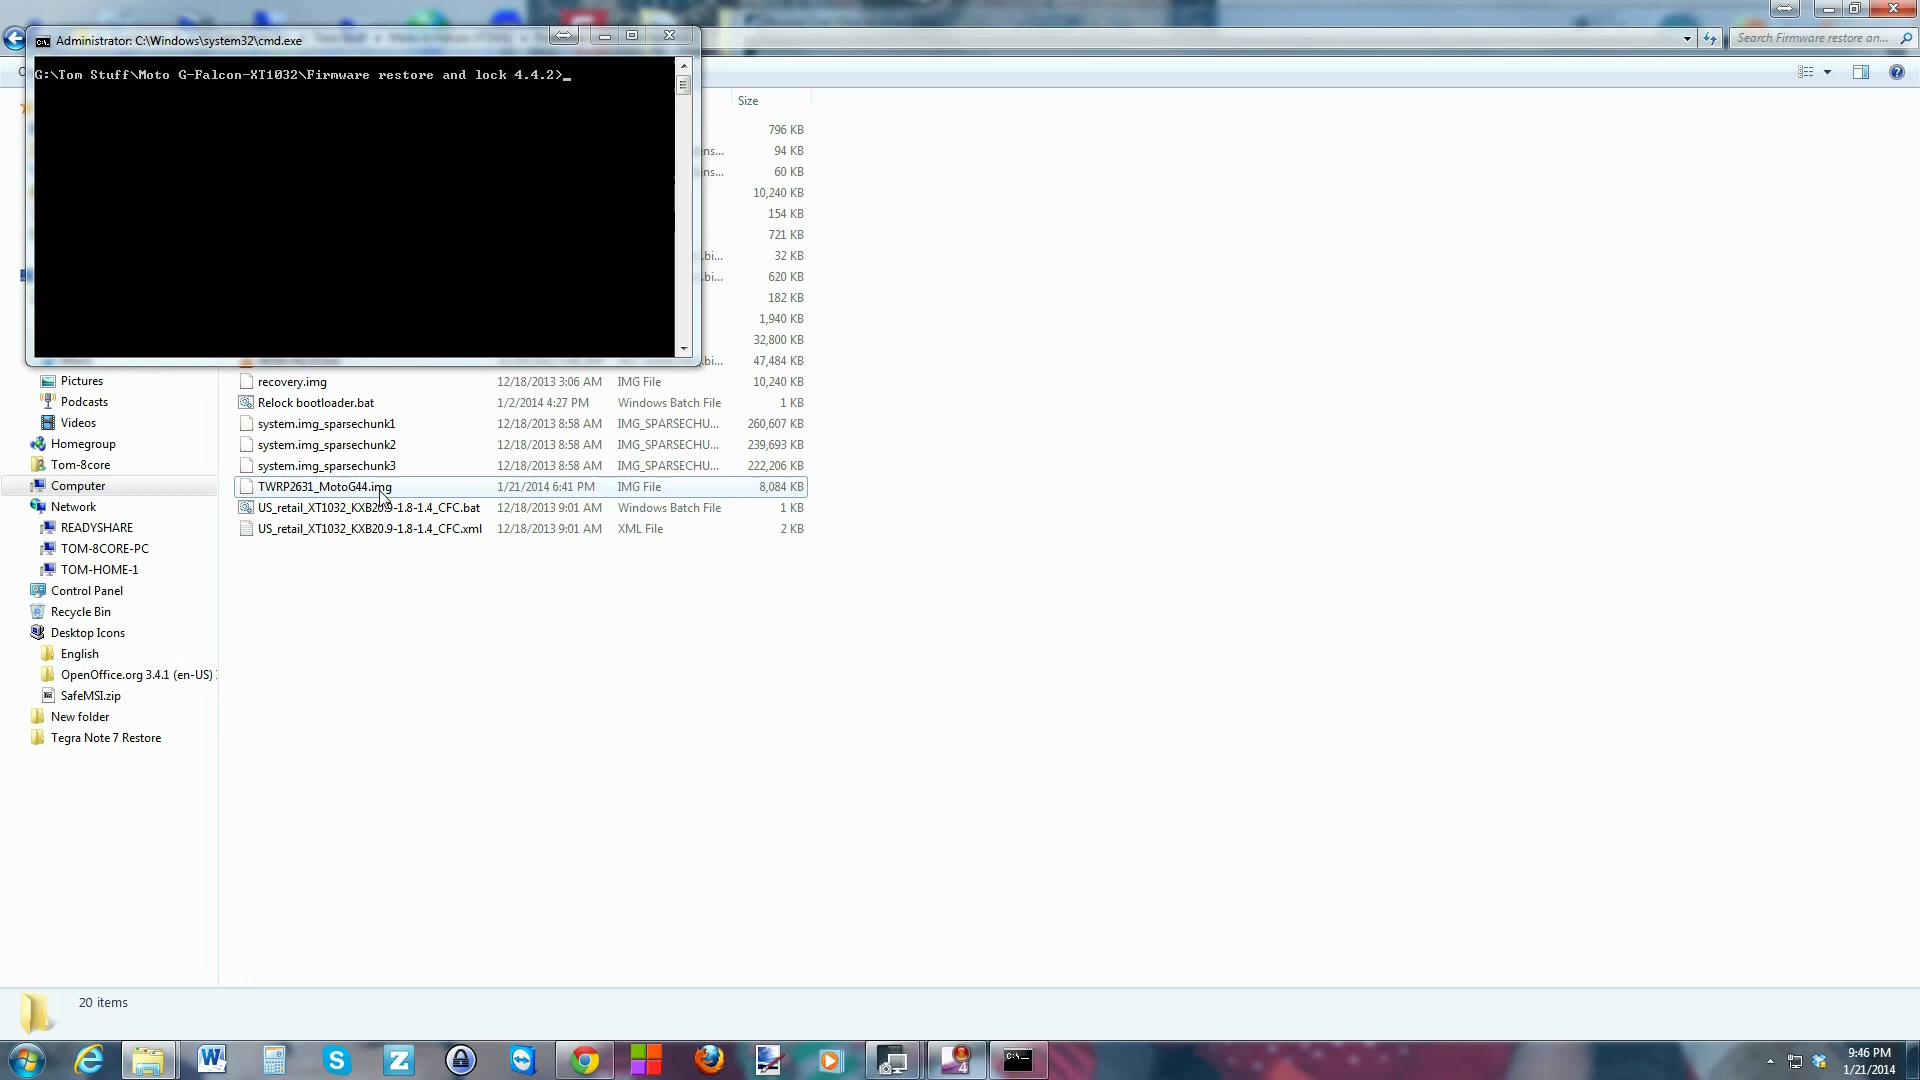 Administrator: C:\Windows\system32\cmd.exe
Search Firmware restore an...
G:\Tom Stuff\Moto G-Falcon-XT1032\Firmware restore and lock 4.4.2>_
Size
796 KB
ens... 94 KB
ens... 60 KB
10,240 KB
154 KB
721 KB
.bi... 32 KB
.bi... 620 KB
182 KB
1,940 KB
32,800 KB
.bi... 47,484 KB
Pictures
recovery.img 12/18/2013 3:06 AM IMG File 10,240 KB
Podcasts
Relock bootloader.bat 1/2/2014 4:27 PM Windows Batch File 1 KB
Videos
system.img_sparsechunk1 12/18/2013 8:58 AM IMG_SPARSECHU... 260,607 KB
Homegroup
system.img_sparsechunk2 12/18/2013 8:58 AM IMG_SPARSECHU... 239,693 KB
Tom-8core
system.img_sparsechunk3 12/18/2013 8:58 AM IMG_SPARSECHU... 222,206 KB
Computer
TWRP2631_MotoG44.img 1/21/2014 6:41 PM IMG File 8,084 KB
Network
US_retail_XT1032_KXB20.9-1.8-1.4_CFC.bat 12/18/2013 9:01 AM Windows Batch File 1 KB
READYSHARE
US_retail_XT1032_KXB20.9-1.8-1.4_CFC.xml 12/18/2013 9:01 AM XML File 2 KB
TOM-8CORE-PC
TOM-HOME-1
Control Panel
Recycle Bin
Desktop Icons
English
OpenOffice.org 3.4.1 (en-US)
SafeMSI.zip
New folder
Tegra Note 7 Restore
20 items
9:46 PM
1/21/2014